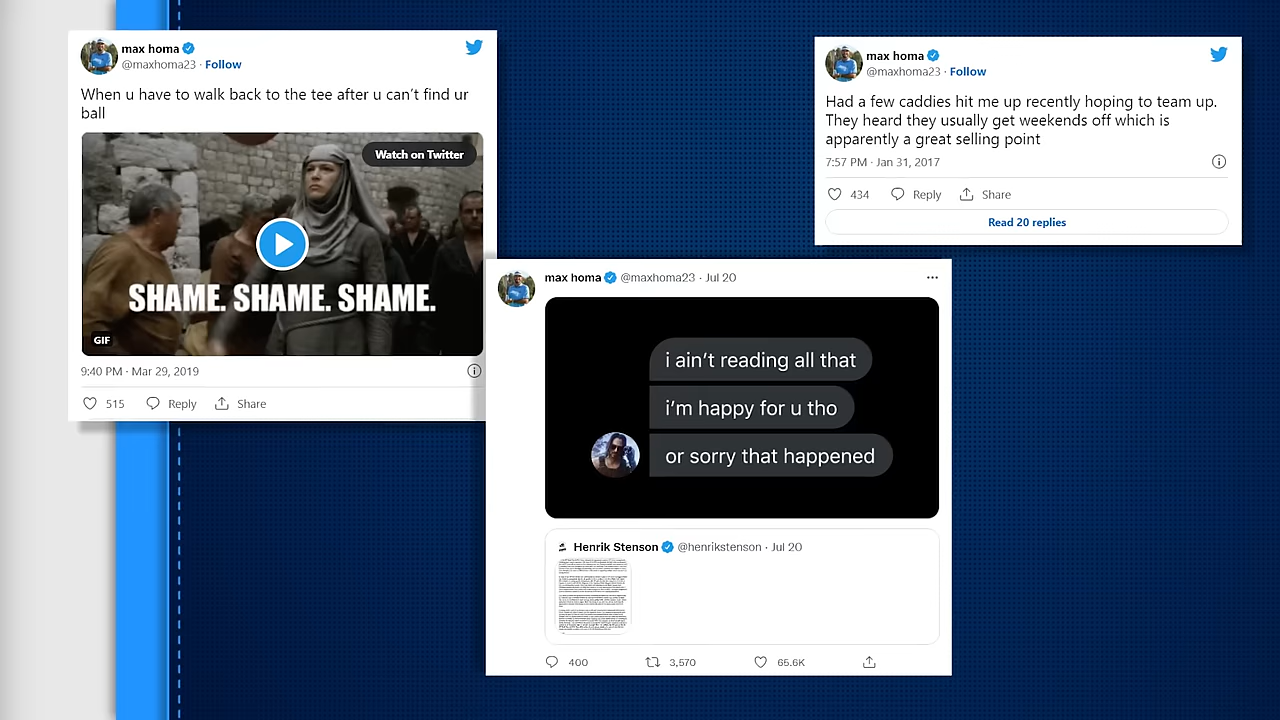 max homa
@maxhoma23 · Follow
When u have to walk back to the tee after u can't find ur
ball
Watch on Twitter
SHAME. SHAME. SHAME.
GIF
9:40 PM · Mar 29, 2019
515 Reply Share
max homa
@maxhoma23 · Follow
Had a few caddies hit me up recently hoping to team up.
They heard they usually get weekends off which is
apparently a great selling point
7:57 PM · Jan 31, 2017
434 Reply Share
Read 20 replies
max homa @maxhoma23 · Jul 20
i ain't reading all that
i'm happy for u tho
or sorry that happened
Henrik Stenson @henrikstenson · Jul 20
400 3,570 65.6K